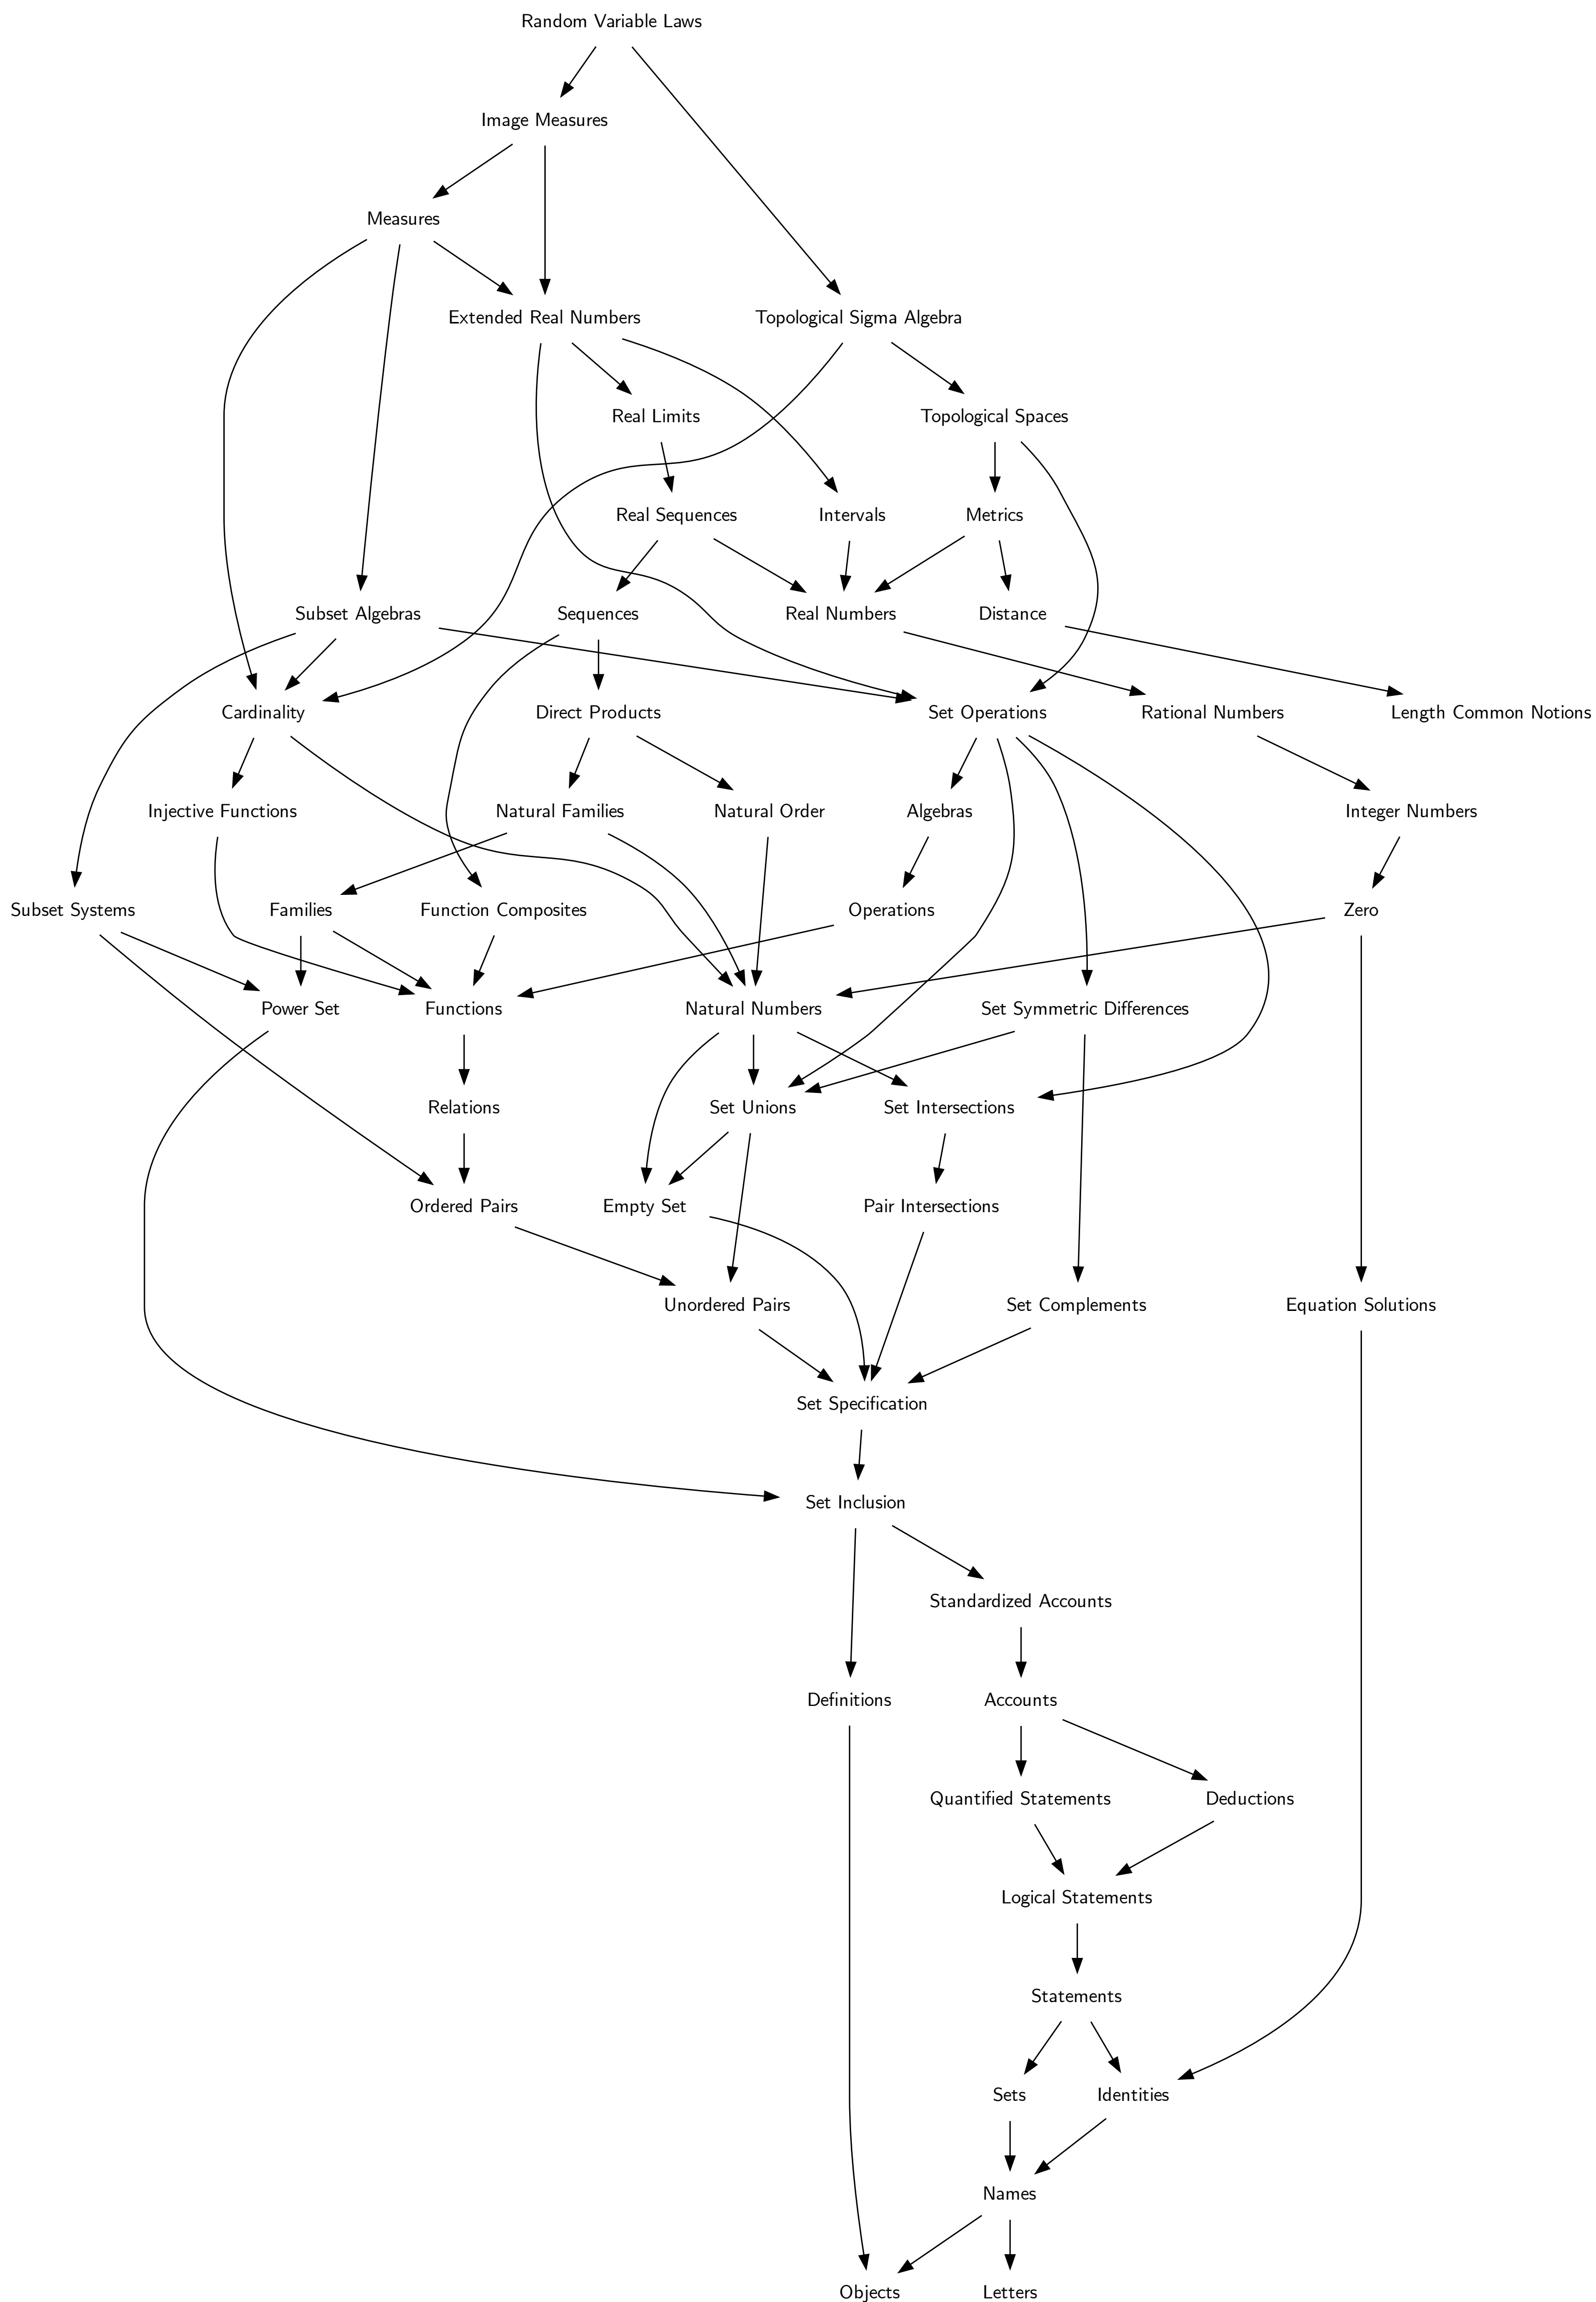 Random Variable Laws
Image Measures
Measures
Extended Real Numbers
Topological Sigma Algebra
Real Limits
Topological Spaces
Real Sequences
Intervals
Metrics
Subset Algebras
Sequences
Real Numbers
Distance
Cardinality
Direct Products
Set Operations
Rational Numbers
Length Common Notions
Injective Functions
Natural Families
Natural Order
Algebras
Integer Numbers
Subset Systems
Families
Function Composites
Operations
Zero
Power Set
Functions
Natural Numbers
Set Symmetric Differences
Relations
Set Unions
Set Intersections
Ordered Pairs
Empty Set
Pair Intersections
Unordered Pairs
Set Complements
Equation Solutions
Set Specification
Set Inclusion
Standardized Accounts
Definitions
Accounts
Quantified Statements
Deductions
Logical Statements
Statements
Sets
Identities
Names
Objects
Letters